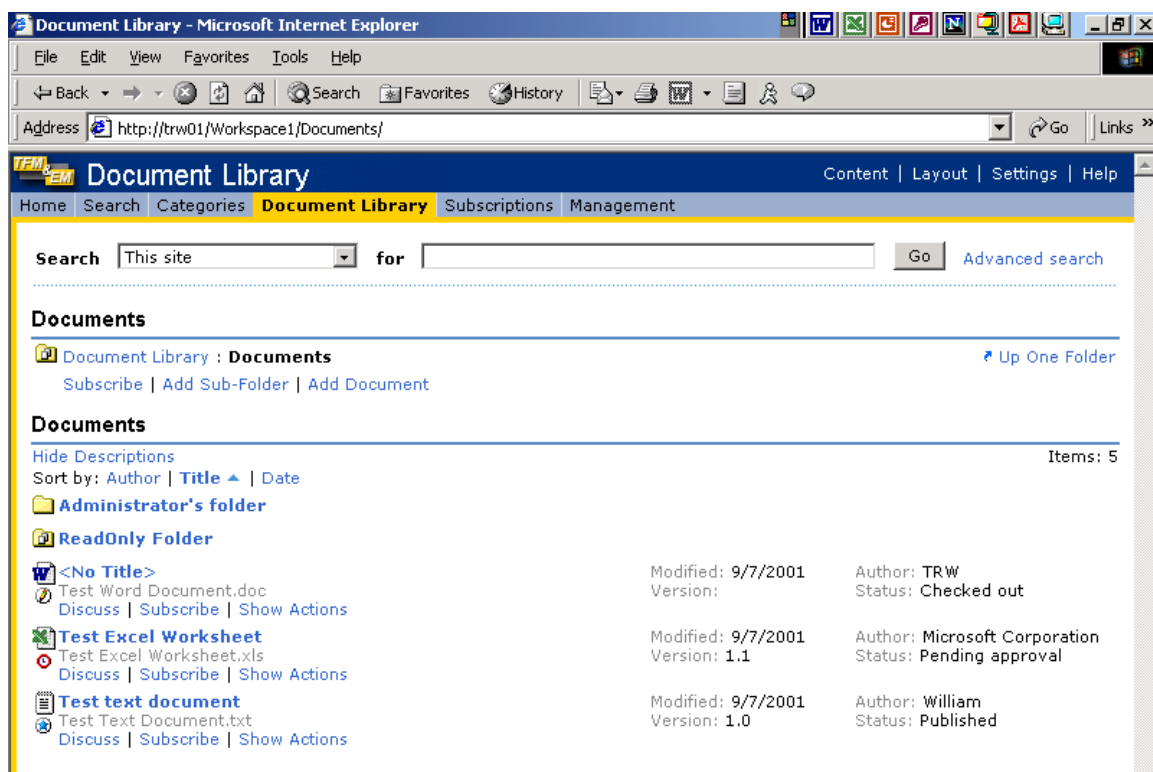 Document Library - Microsoft Internet Explorer
File Edit View Favorites Tools Help
Back Search Favorites History
Address http://trw01/Workspace1/Documents/ Go Links »
TFM & EM Document Library Content | Layout | Settings | Help
Home Search Categories Document Library Subscriptions Management
Search This site for Go Advanced search
Documents
Document Library : Documents Up One Folder
Subscribe | Add Sub-Folder | Add Document
Documents
Hide Descriptions Items: 5
Sort by: Author | Title | Date
Administrator's folder
ReadOnly Folder
<No Title> Modified: 9/7/2001 Author: TRW
Test Word Document.doc Version: Status: Checked out
Discuss | Subscribe | Show Actions
Test Excel Worksheet Modified: 9/7/2001 Author: Microsoft Corporation
Test Excel Worksheet.xls Version: 1.1 Status: Pending approval
Discuss | Subscribe | Show Actions
Test text document Modified: 9/7/2001 Author: William
Test Text Document.txt Version: 1.0 Status: Published
Discuss | Subscribe | Show Actions